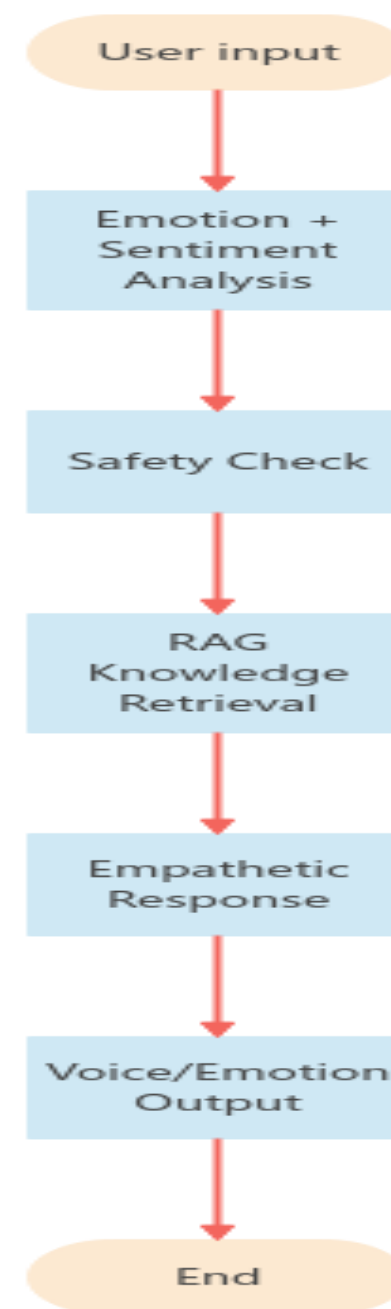 User input
Emotion +
Sentiment
Analysis
Safety Check
RAG
Knowledge
Retrieval
Empathetic
Response
Voice/Emotion
Output
End